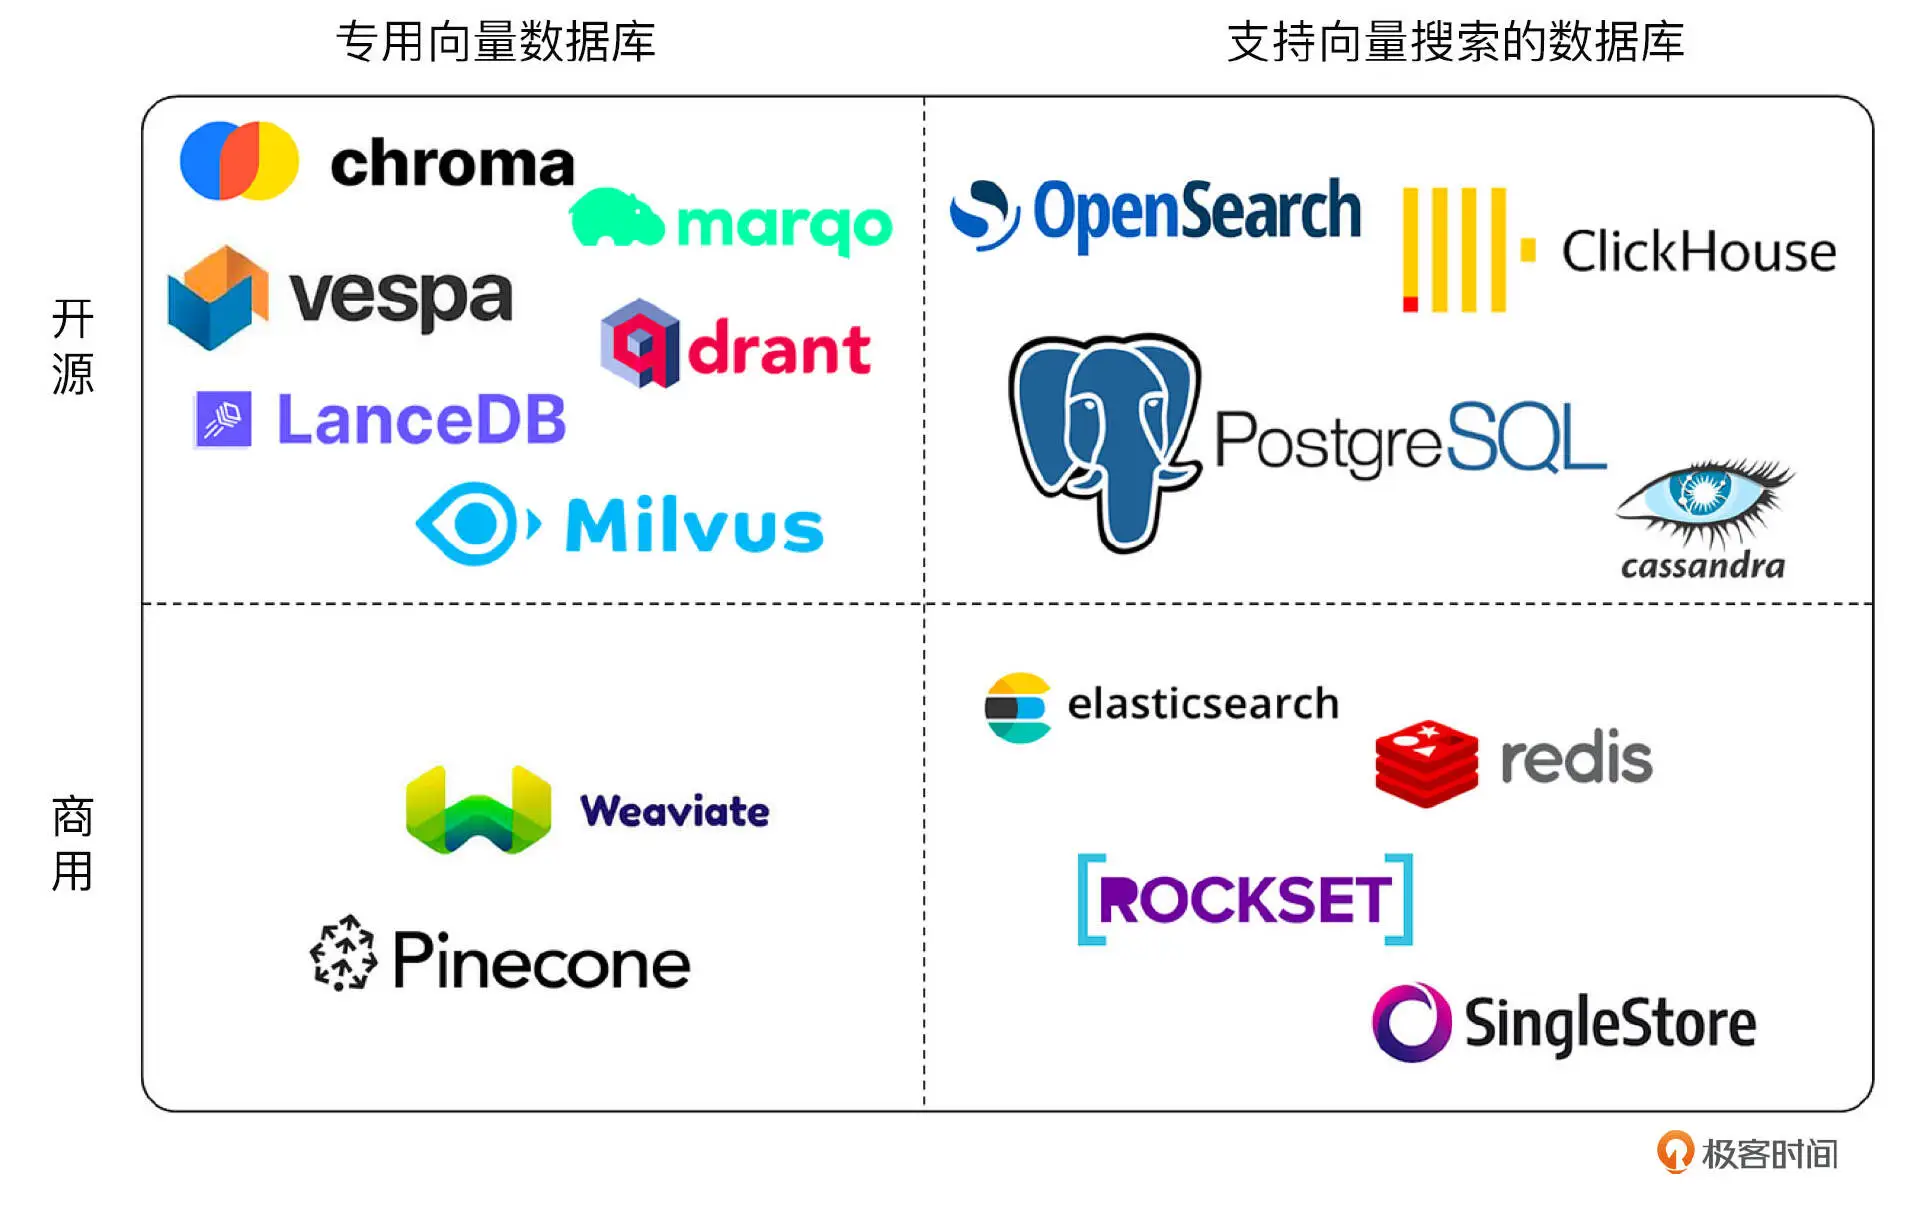 专用向量数据库
支持向量搜索的数据库
开源
chroma
marqo
vespa
qdrant
LanceDB
Milvus
OpenSearch
ClickHouse
PostgreSQL
cassandra
商用
Weaviate
Pinecone
elasticsearch
redis
ROCKSET
SingleStore
极客时间